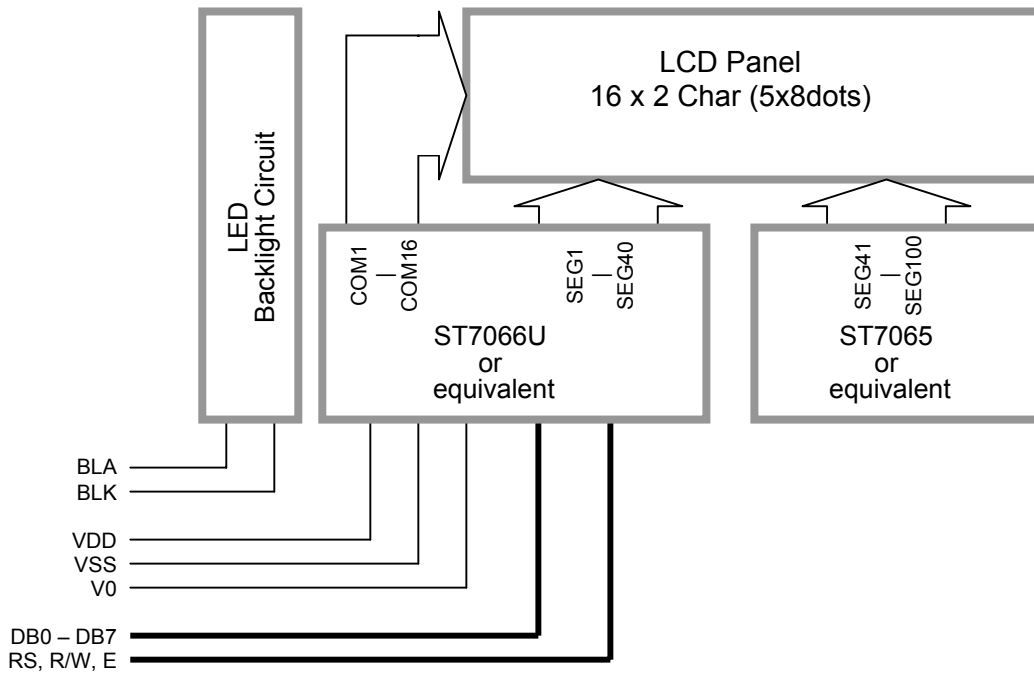 LCD Panel
16 x 2 Char (5x8dots)
LED
Backlight Circuit
COM1
—
COM16
SEG1
—
SEG40
SEG41
—
SEG100
ST7066U
or
equivalent
ST7065
or
equivalent
BLA
BLK
VDD
VSS
V0
DB0 – DB7
RS, R/W, E